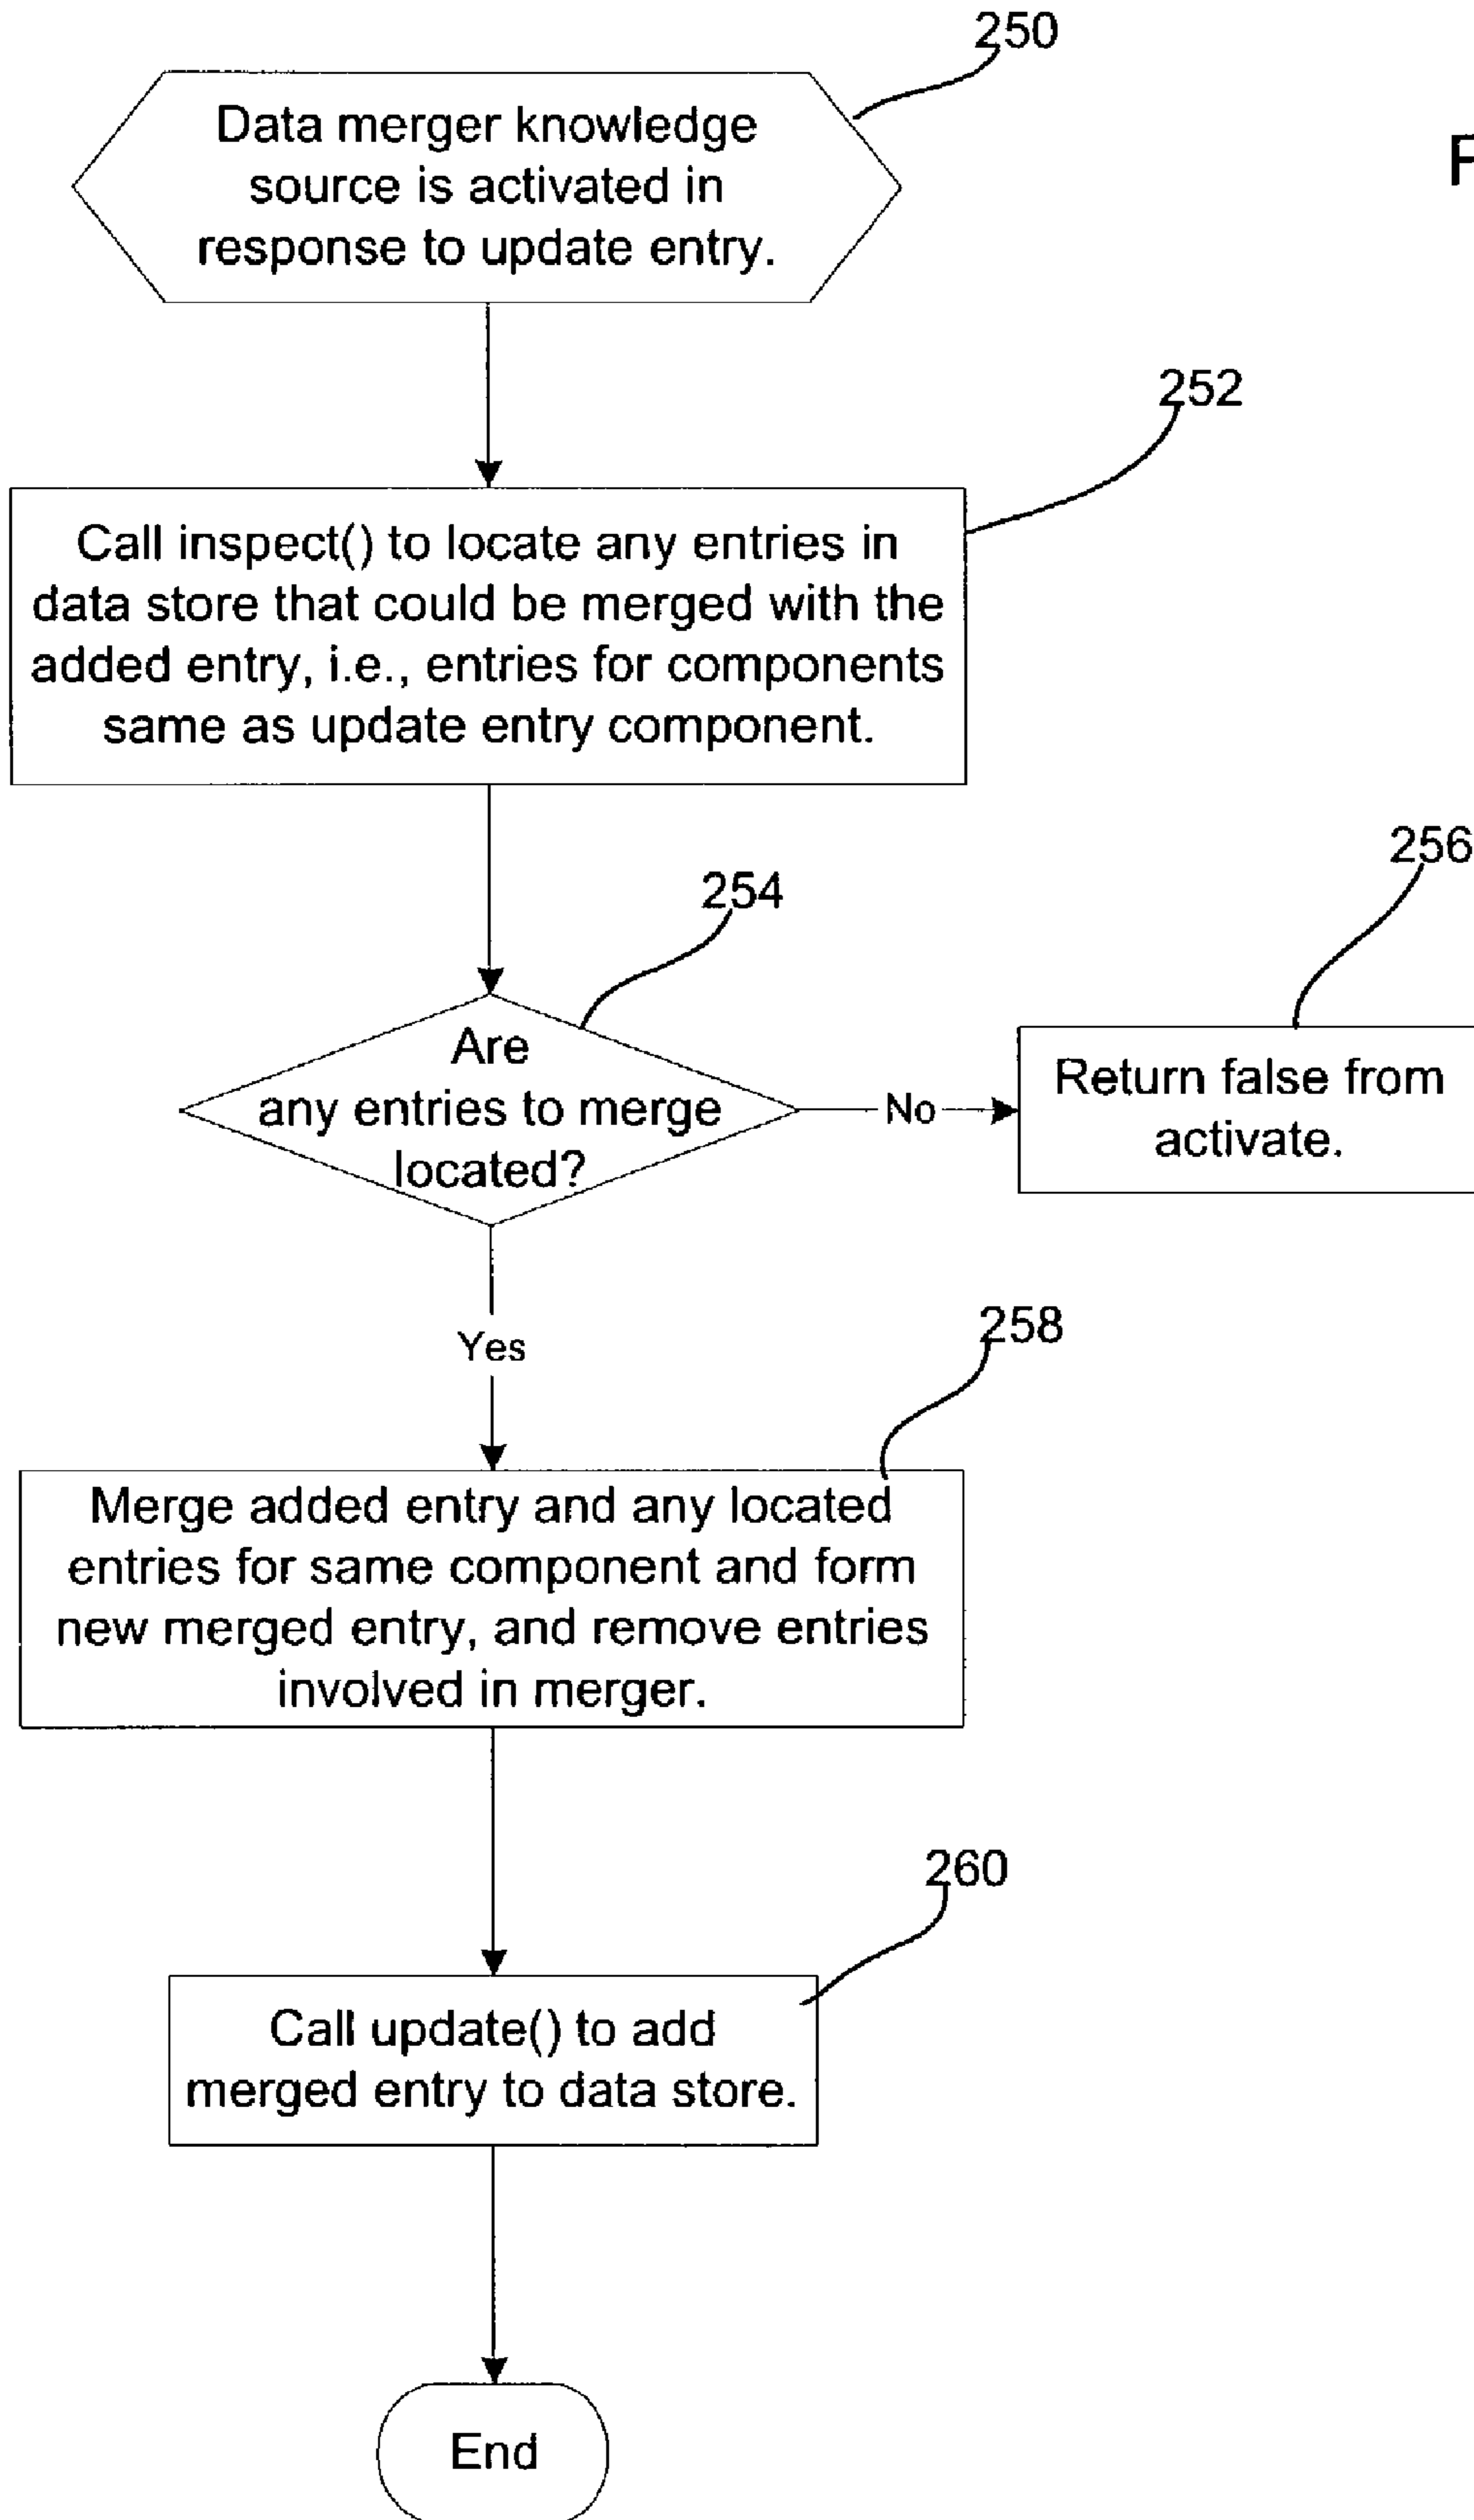 250
Data merger knowledge
source is activated in
response to update entry.
F
252
Call inspect() to locate any entries in
data store that could be merged with the
added entry, i.e., entries for components
same as update entry component.
254
256
Are
any entries to merge
located?
No
Return false from
activate.
Yes
258
Merge added entry and any located
entries for same component and form
new merged entry, and remove entries
involved in merger.
260
Call update() to add
merged entry to data store.
End